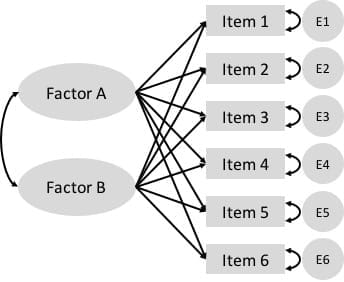 Item 1
E1
Item 2
E2
Factor A
Item 3
E3
Item 4
E4
Factor B
Item 5
E5
Item 6
E6